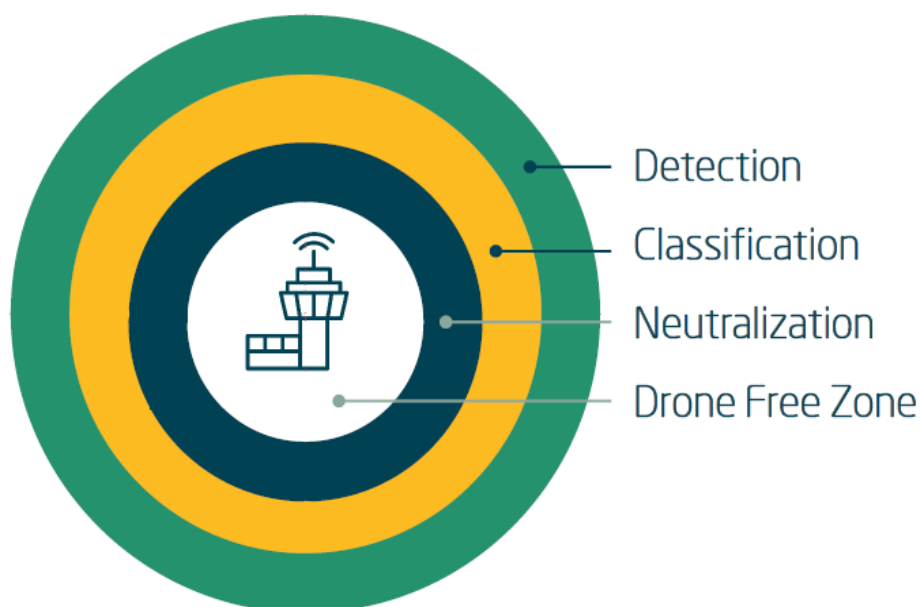 Detection
Classification
Neutralization
Drone Free Zone